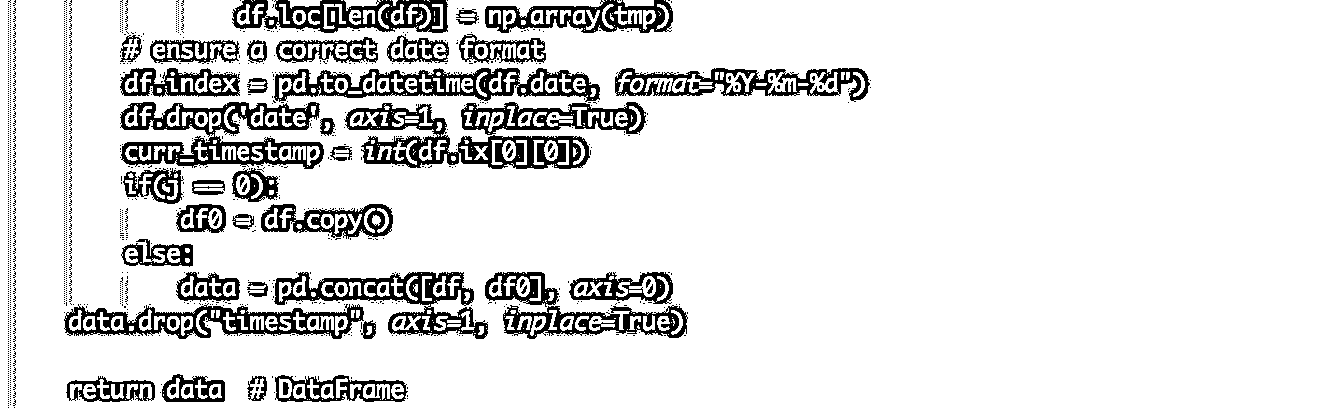 df.loc[len(df)] = np.array(tmp)
# ensure a correct date format
df.index = pd.to_datetime(df.date, format="%Y-%m-%d")
df.drop('date', axis=1, inplace=True)
curr_timestamp = int(df.ix[0][0])
if(j == 0):
df0 = df.copy()
else:
data = pd.concat([df, df0], axis=0)
data.drop("timestamp", axis=1, inplace=True)
return data  # DataFrame